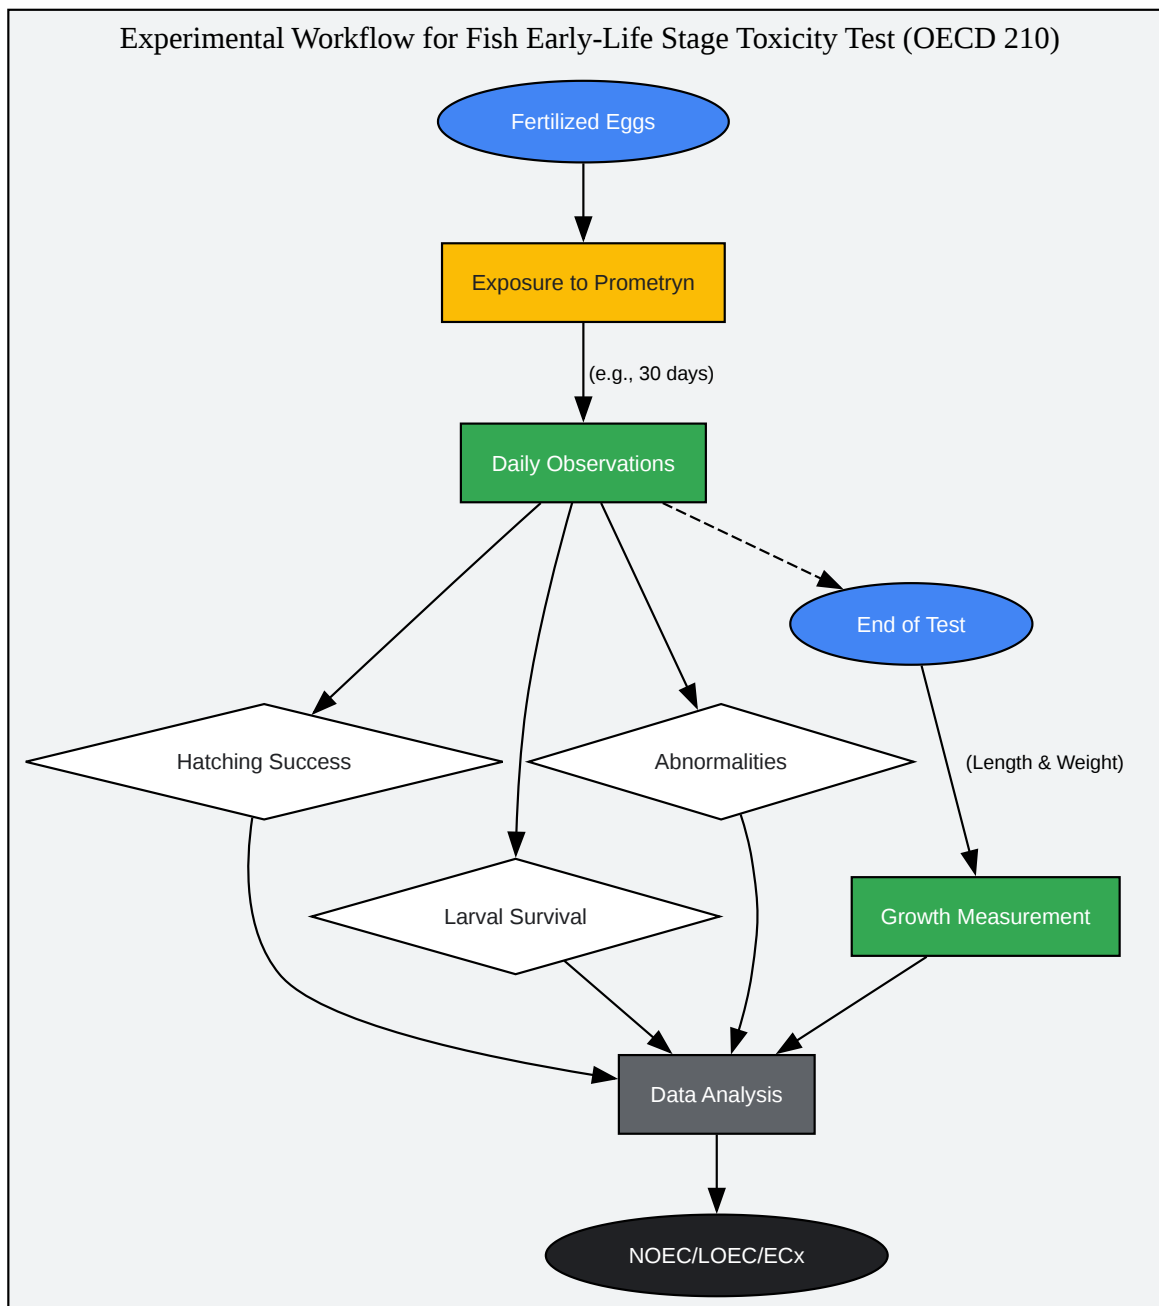 Experimental Workflow for Fish Early-Life Stage Toxicity Test (OECD 210)
Fertilized Eggs
Exposure to Prometryn
(e.g., 30 days)
Daily Observations
End of Test
Hatching Success
Abnormalities
(Length & Weight)
Larval Survival
Growth Measurement
Data Analysis
NOEC/LOEC/ECx